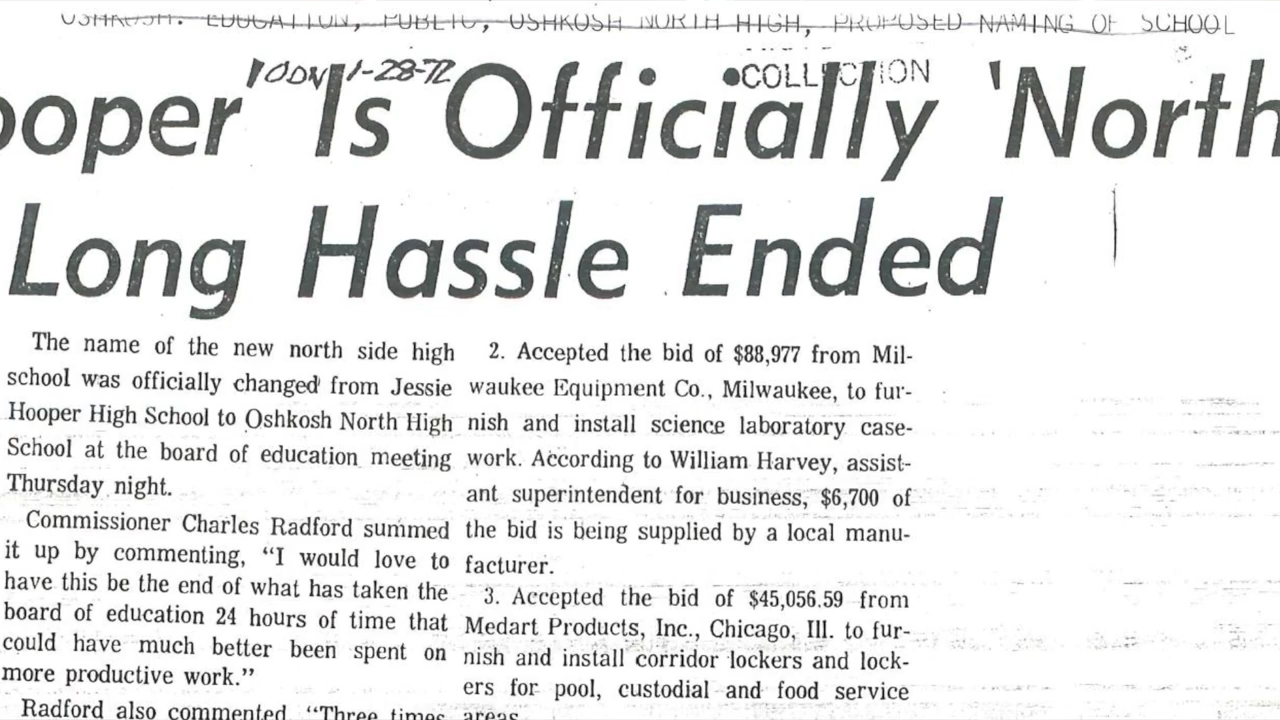 OSHKOSH. EDUCATION, PUBLIC, OSHKOSH NORTH HIGH, PROPOSED NAMING OF SCHOOL
1-28-72
COLLECTION
ooper Is Officially 'North
Long Hassle Ended
The name of the new north side high
school was officially changed from Jessie
Hooper High School to Oshkosh North High
School at the board of education meeting
Thursday night.
Commissioner Charles Radford summed
it up by commenting, “I would love to
have this be the end of what has taken the
board of education 24 hours of time that
could have much better been spent on
more productive work.”
Radford also commented, “Three times
2. Accepted the bid of $88,977 from Mil-
waukee Equipment Co., Milwaukee, to fur-
nish and install science laboratory case-
work. According to William Harvey, assist-
ant superintendent for business, $6,700 of
the bid is being supplied by a local manu-
facturer.
3. Accepted the bid of $45,056.59 from
Medart Products, Inc., Chicago, Ill. to fur-
nish and install corridor lockers and lock-
ers for pool, custodial and food service
areas.